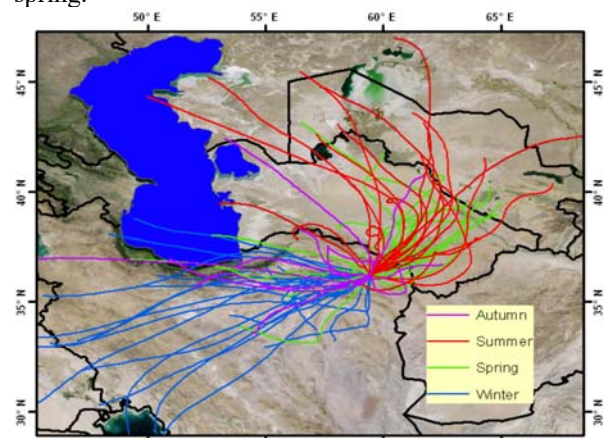 spring.
50° E 55° E 60° E 65° E
45° N
45° N
40° N
40° N
35° N
35° N
30° N
30° N
Autumn
Summer
Spring
Winter